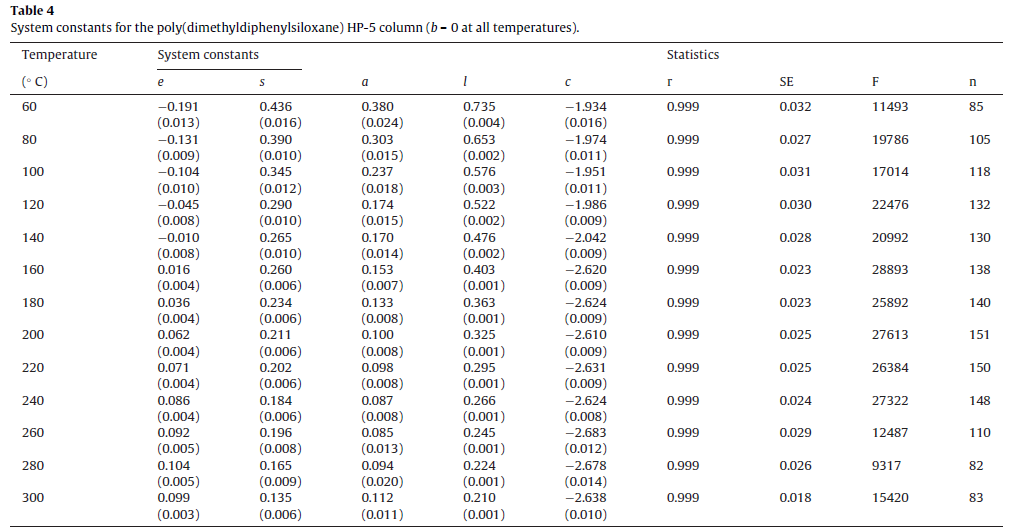 Table 4
System constants for the poly(dimethyldiphenylsiloxane) HP-5 column (b = 0 at all temperatures).
Temperature System constants Statistics
(° C) e s a l c r SE F n
60 −0.191 0.436 0.380 0.735 −1.934 0.999 0.032 11493 85
(0.013) (0.016) (0.024) (0.004) (0.016)
80 −0.131 0.390 0.303 0.653 −1.974 0.999 0.027 19786 105
(0.009) (0.010) (0.015) (0.002) (0.011)
100 −0.104 0.345 0.237 0.576 −1.951 0.999 0.031 17014 118
(0.010) (0.012) (0.018) (0.003) (0.011)
120 −0.045 0.290 0.174 0.522 −1.986 0.999 0.030 22476 132
(0.008) (0.010) (0.015) (0.002) (0.009)
140 −0.010 0.265 0.170 0.476 −2.042 0.999 0.028 20992 130
(0.008) (0.010) (0.014) (0.002) (0.009)
160 0.016 0.260 0.153 0.403 −2.620 0.999 0.023 28893 138
(0.004) (0.006) (0.007) (0.001) (0.009)
180 0.036 0.234 0.133 0.363 −2.624 0.999 0.023 25892 140
(0.004) (0.006) (0.008) (0.001) (0.009)
200 0.062 0.211 0.100 0.325 −2.610 0.999 0.025 27613 151
(0.004) (0.006) (0.008) (0.001) (0.009)
220 0.071 0.202 0.098 0.295 −2.631 0.999 0.025 26384 150
(0.004) (0.006) (0.008) (0.001) (0.009)
240 0.086 0.184 0.087 0.266 −2.624 0.999 0.024 27322 148
(0.004) (0.006) (0.008) (0.001) (0.008)
260 0.092 0.196 0.085 0.245 −2.683 0.999 0.029 12487 110
(0.005) (0.008) (0.013) (0.001) (0.012)
280 0.104 0.165 0.094 0.224 −2.678 0.999 0.026 9317 82
(0.005) (0.009) (0.020) (0.001) (0.014)
300 0.099 0.135 0.112 0.210 −2.638 0.999 0.018 15420 83
(0.003) (0.006) (0.011) (0.001) (0.010)